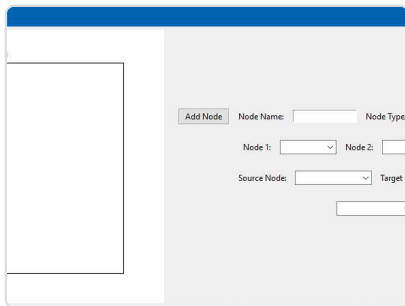 Add Node Node Name: Node Type
Node 1: Node 2:
Source Node: Target